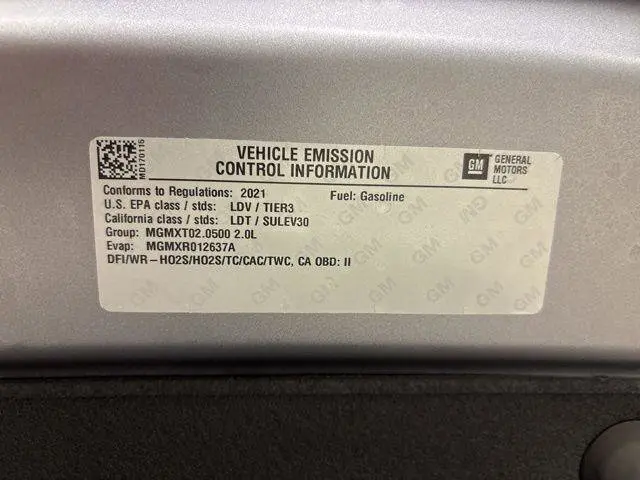 MD170115
VEHICLE EMISSION
CONTROL INFORMATION
GM
GENERAL
MOTORS
LLC
Conforms to Regulations: 2021
Fuel: Gasoline
U.S. EPA class / stds: LDV / TIER3
California class / stds: LDT / SULEV30
Group: MGMXT02.0500 2.0L
Evap: MGMXR012637A
DFI/WR-HO2S/HO2S/TC/CAC/TWC, CA OBD: II